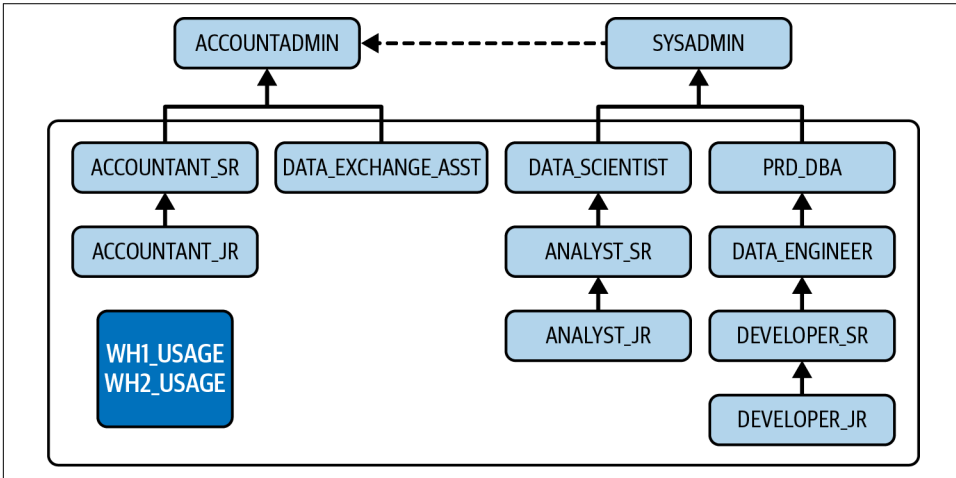 ACCOUNTADMIN
SYSADMIN
ACCOUNTANT_SR
DATA_EXCHANGE_ASST
DATA_SCIENTIST
PRD_DBA
ACCOUNTANT_JR
ANALYST_SR
DATA_ENGINEER
WH1_USAGE
WH2_USAGE
ANALYST_JR
DEVELOPER_SR
DEVELOPER_JR